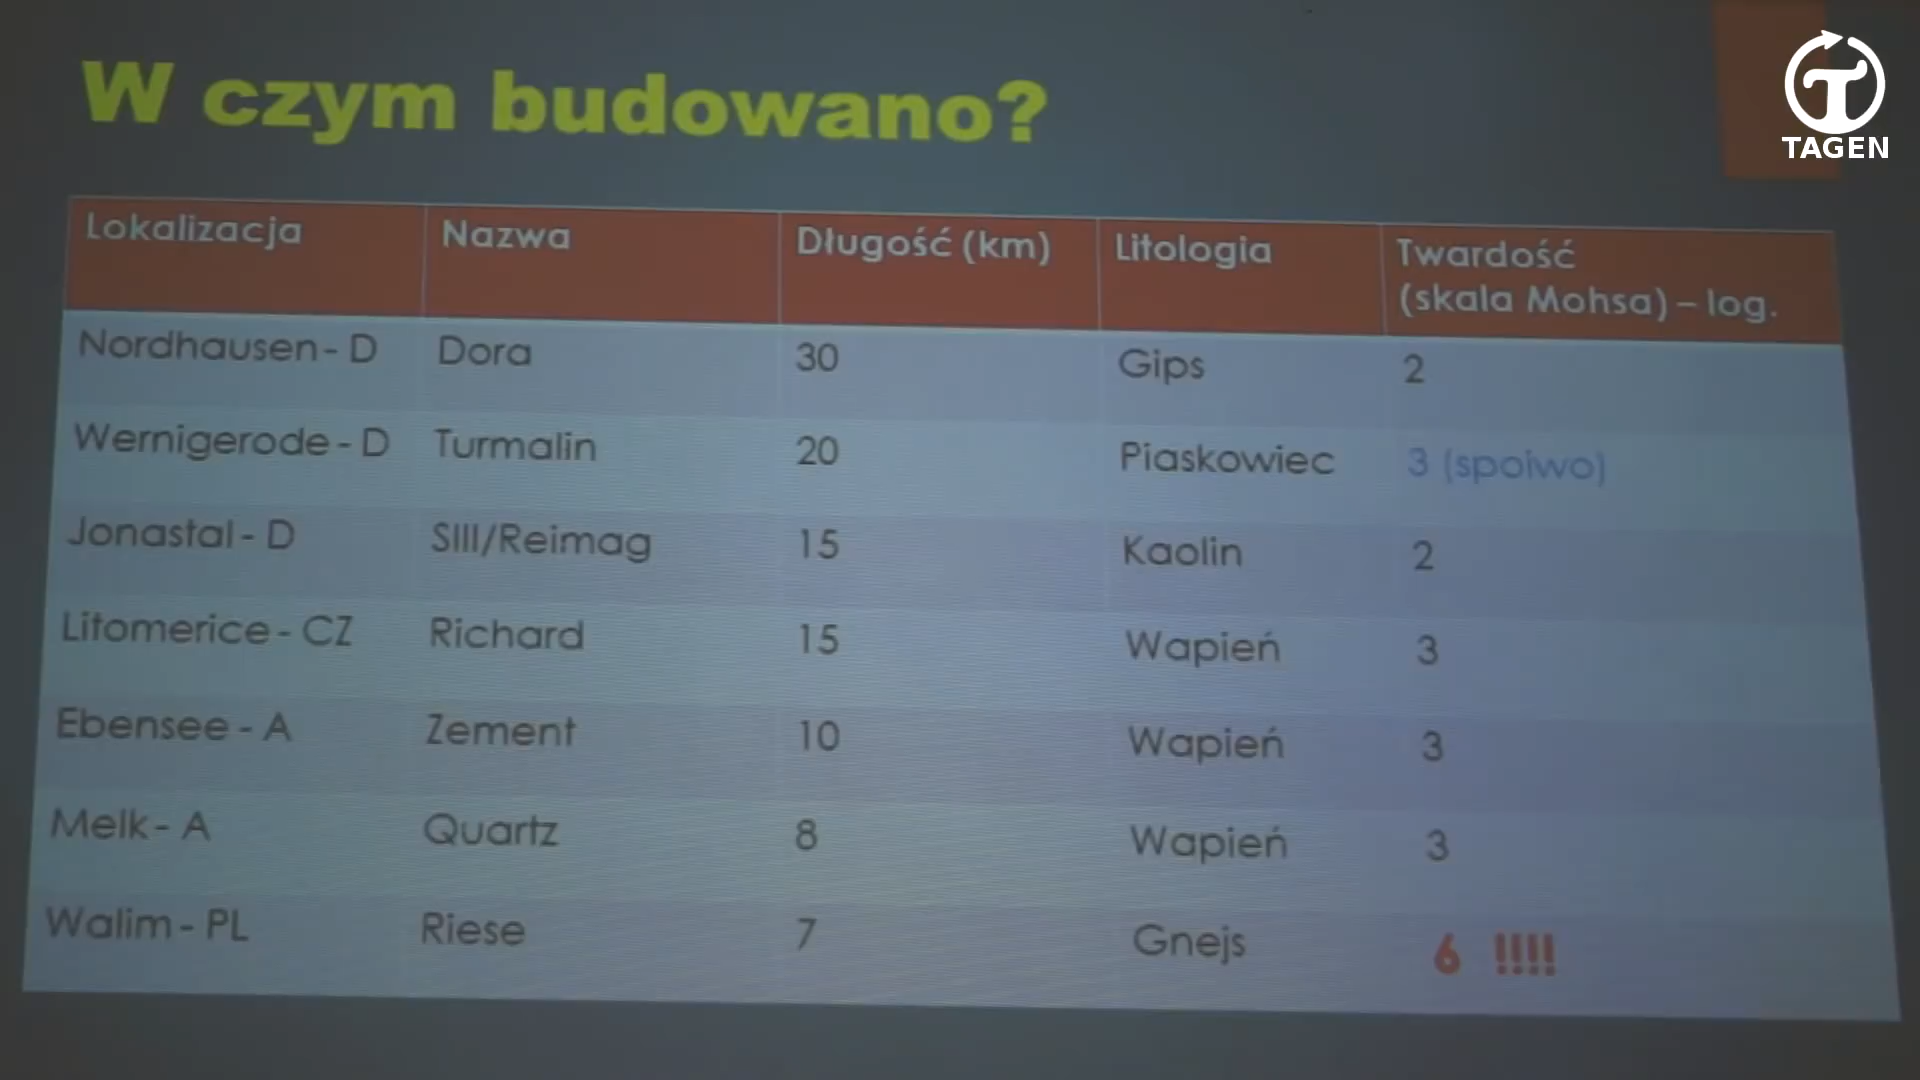 W czym budowano?
TAGEN
Lokalizacja Nazwa Długość (km) Litologia Twardość (skala Mohsa) – log.
Nordhausen - D Dora 30 Gips 2
Wernigerode - D Turmalin 20 Piaskowiec 3 (spoiwo)
Jonastal - D SIII/Reimag 15 Kaolin 2
Litomerice - CZ Richard 15 Wapień 3
Ebensee - A Zement 10 Wapień 3
Melk - A Quartz 8 Wapień 3
Walim - PL Riese 7 Gnejs 6 !!!!